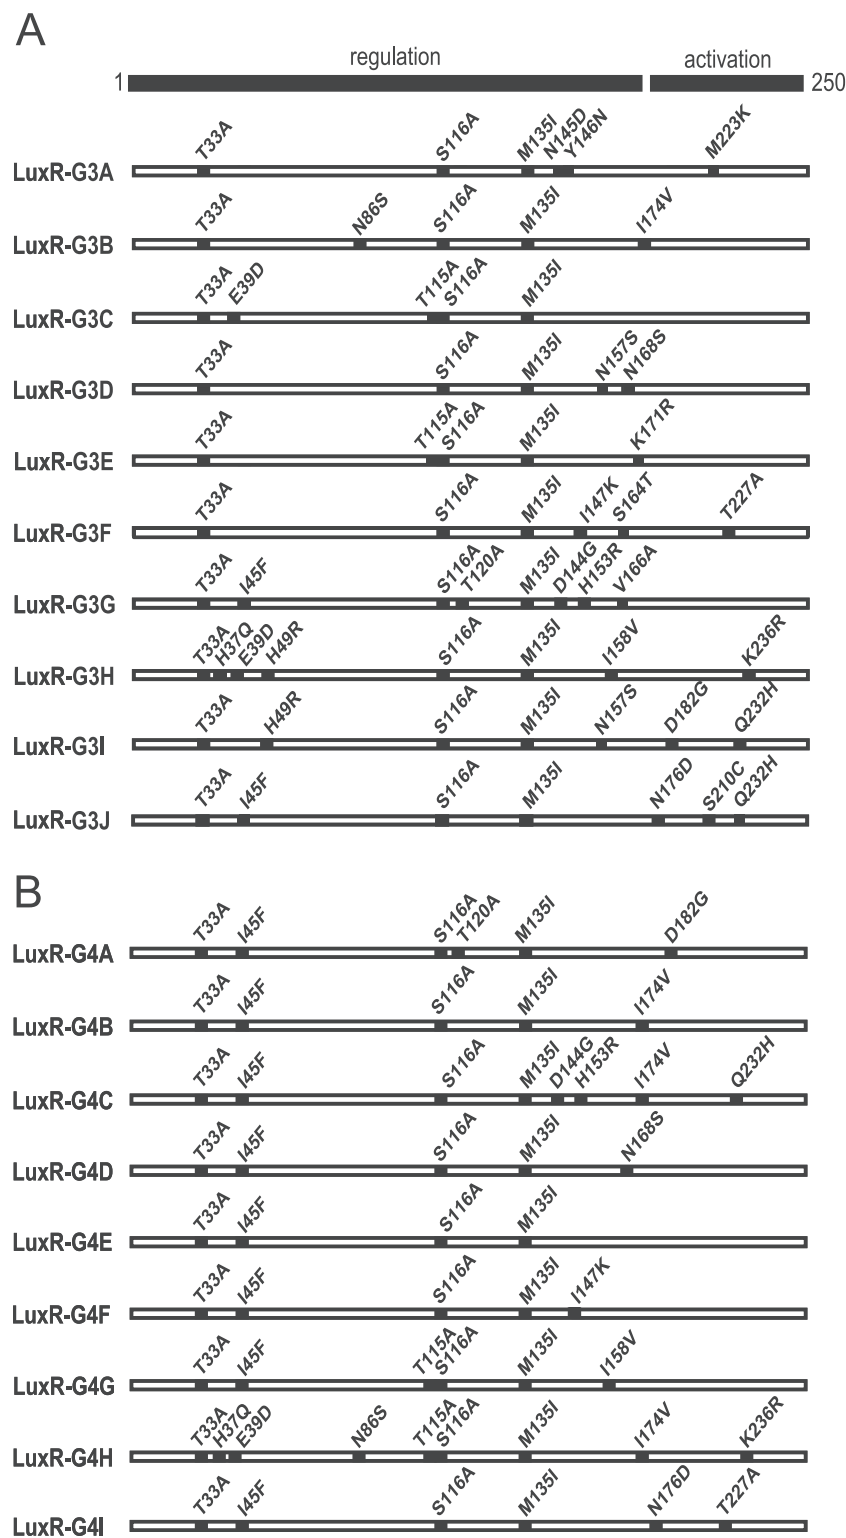 A
regulation activation
1 250
T33A S116A M135I N145D Y146N M223K
LuxR-G3A
T33A N86S S116A M135I I174V
LuxR-G3B
T33A E39D T115A S116A M135I
LuxR-G3C
T33A S116A M135I N157S N168S
LuxR-G3D
T33A T115A S116A M135I K171R
LuxR-G3E
T33A S116A M135I I147K S164T T227A
LuxR-G3F
T33A I45F S116A T120A M135I D144G H153R V166A
LuxR-G3G
T33A H37Q E39D H49R S116A M135I I158V K236R
LuxR-G3H
T33A H49R S116A M135I N157S D182G Q232H
LuxR-G3I
T33A I45F S116A M135I N176D S210C Q232H
LuxR-G3J
B
T33A I45F S116A T120A M135I D182G
LuxR-G4A
T33A I45F S116A M135I I174V
LuxR-G4B
T33A I45F S116A M135I D144G H153R I174V Q232H
LuxR-G4C
T33A I45F S116A M135I N168S
LuxR-G4D
T33A I45F S116A M135I
LuxR-G4E
T33A I45F S116A M135I I147K
LuxR-G4F
T33A I45F T115A S116A M135I I158V
LuxR-G4G
T33A H37Q E39D N86S T115A S116A M135I I174V K236R
LuxR-G4H
T33A I45F S116A M135I N176D T227A
LuxR-G4I